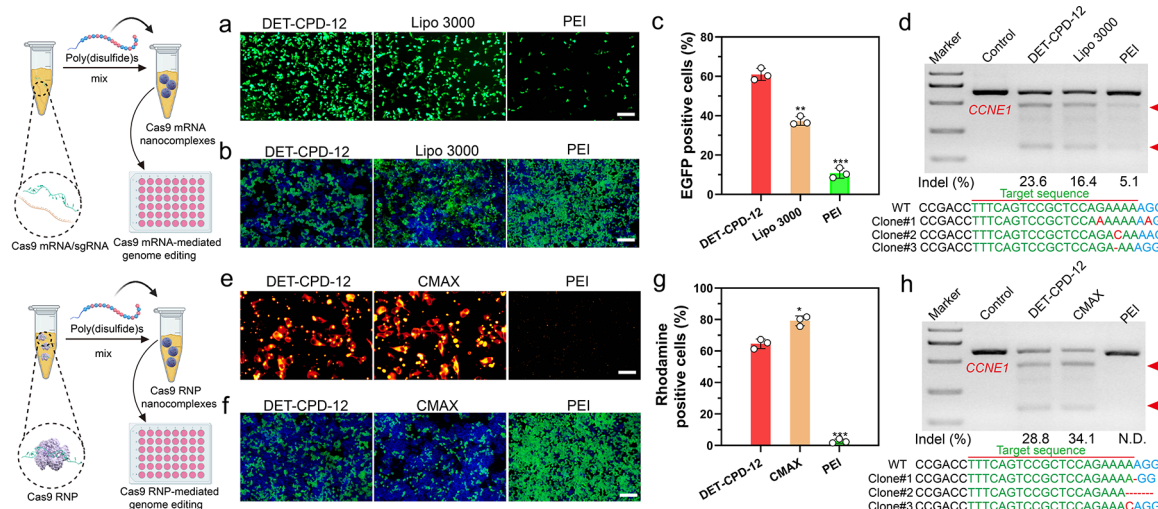 Poly(disulfide)s
mix
Cas9 mRNA
nanocomplexes
Cas9 mRNA/sgRNA
Cas9 mRNA-mediated
genome editing
a
DET-CPD-12
Lipo 3000
PEI
b
DET-CPD-12
Lipo 3000
PEI
c
EGFP positive cells (%)
80
60
40
20
0
**
***
DET-CPD-12
Lipo 3000
PEI
d
Marker
Control
DET-CPD-12
Lipo 3000
PEI
CCNE1
Indel (%) 23.6 16.4 5.1
Target sequence
WT CCGACCTTTCAGTCCGCTCCAGAAAAAGG
Clone#1 CCGACCTTTCAGTCCGCTCCAAAAAAAAG
Clone#2 CCGACCTTTCAGTCCGCTCCAGACAAAAG
Clone#3 CCGACCTTTCAGTCCGCTCCAGA-AAAGG
Poly(disulfide)s
mix
Cas9 RNP
nanocomplexes
Cas9 RNP
Cas9 RNP-mediated
genome editing
e
DET-CPD-12
CMAX
PEI
f
DET-CPD-12
CMAX
PEI
g
Rhodamine
positive cells (%)
100
80
60
40
20
0
*
***
DET-CPD-12
CMAX
PEI
h
Marker
Control
DET-CPD-12
CMAX
PEI
CCNE1
Indel (%) 28.8 34.1 N.D.
Target sequence
WT CCGACCTTTCAGTCCGCTCCAGAAAAAGG
Clone#1 CCGACCTTTCAGTCCGCTCCAGAAAA-GG
Clone#2 CCGACCTTTCAGTCCGCTCCAGAAA-------
Clone#3 CCGACCTTTCAGTCCGCTCCAGAAACAGG